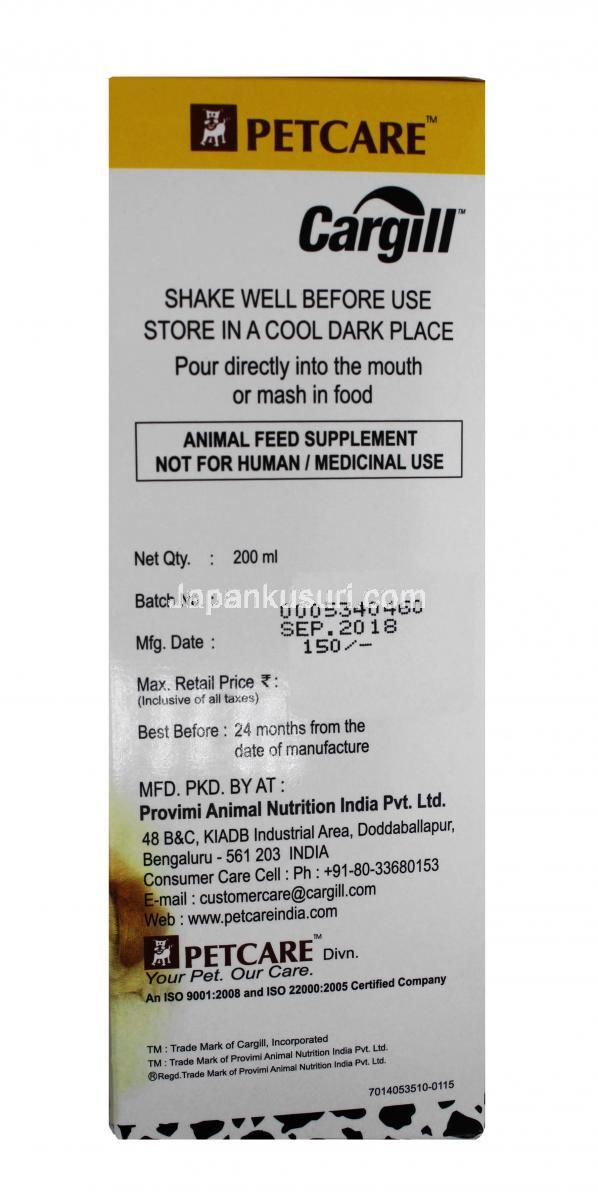 PETCARE™
Cargill™
SHAKE WELL BEFORE USE
STORE IN A COOL DARK PLACE
Pour directly into the mouth
or mash in food
ANIMAL FEED SUPPLEMENT
NOT FOR HUMAN / MEDICINAL USE
Net Qty. : 200 ml
Batch No. : 0005340460
Japankusuri.com
Mfg. Date : SEP.2018
150/-
Max. Retail Price ₹ :
(Inclusive of all taxes)
Best Before : 24 months from the
date of manufacture
MFD. PKD. BY AT :
Provimi Animal Nutrition India Pvt. Ltd.
48 B&C, KIADB Industrial Area, Doddaballapur,
Bengaluru - 561 203 INDIA
Consumer Care Cell : Ph : +91-80-33680153
E-mail : customercare@cargill.com
Web : www.petcareindia.com
PETCARE™ Divn.
Your Pet. Our Care.
An ISO 9001:2008 and ISO 22000:2005 Certified Company
TM : Trade Mark of Cargill, Incorporated
TM : Trade Mark of Provimi Animal Nutrition India Pvt. Ltd.
®Regd.Trade Mark of Provimi Animal Nutrition India Pvt. Ltd.
7014053510-0115